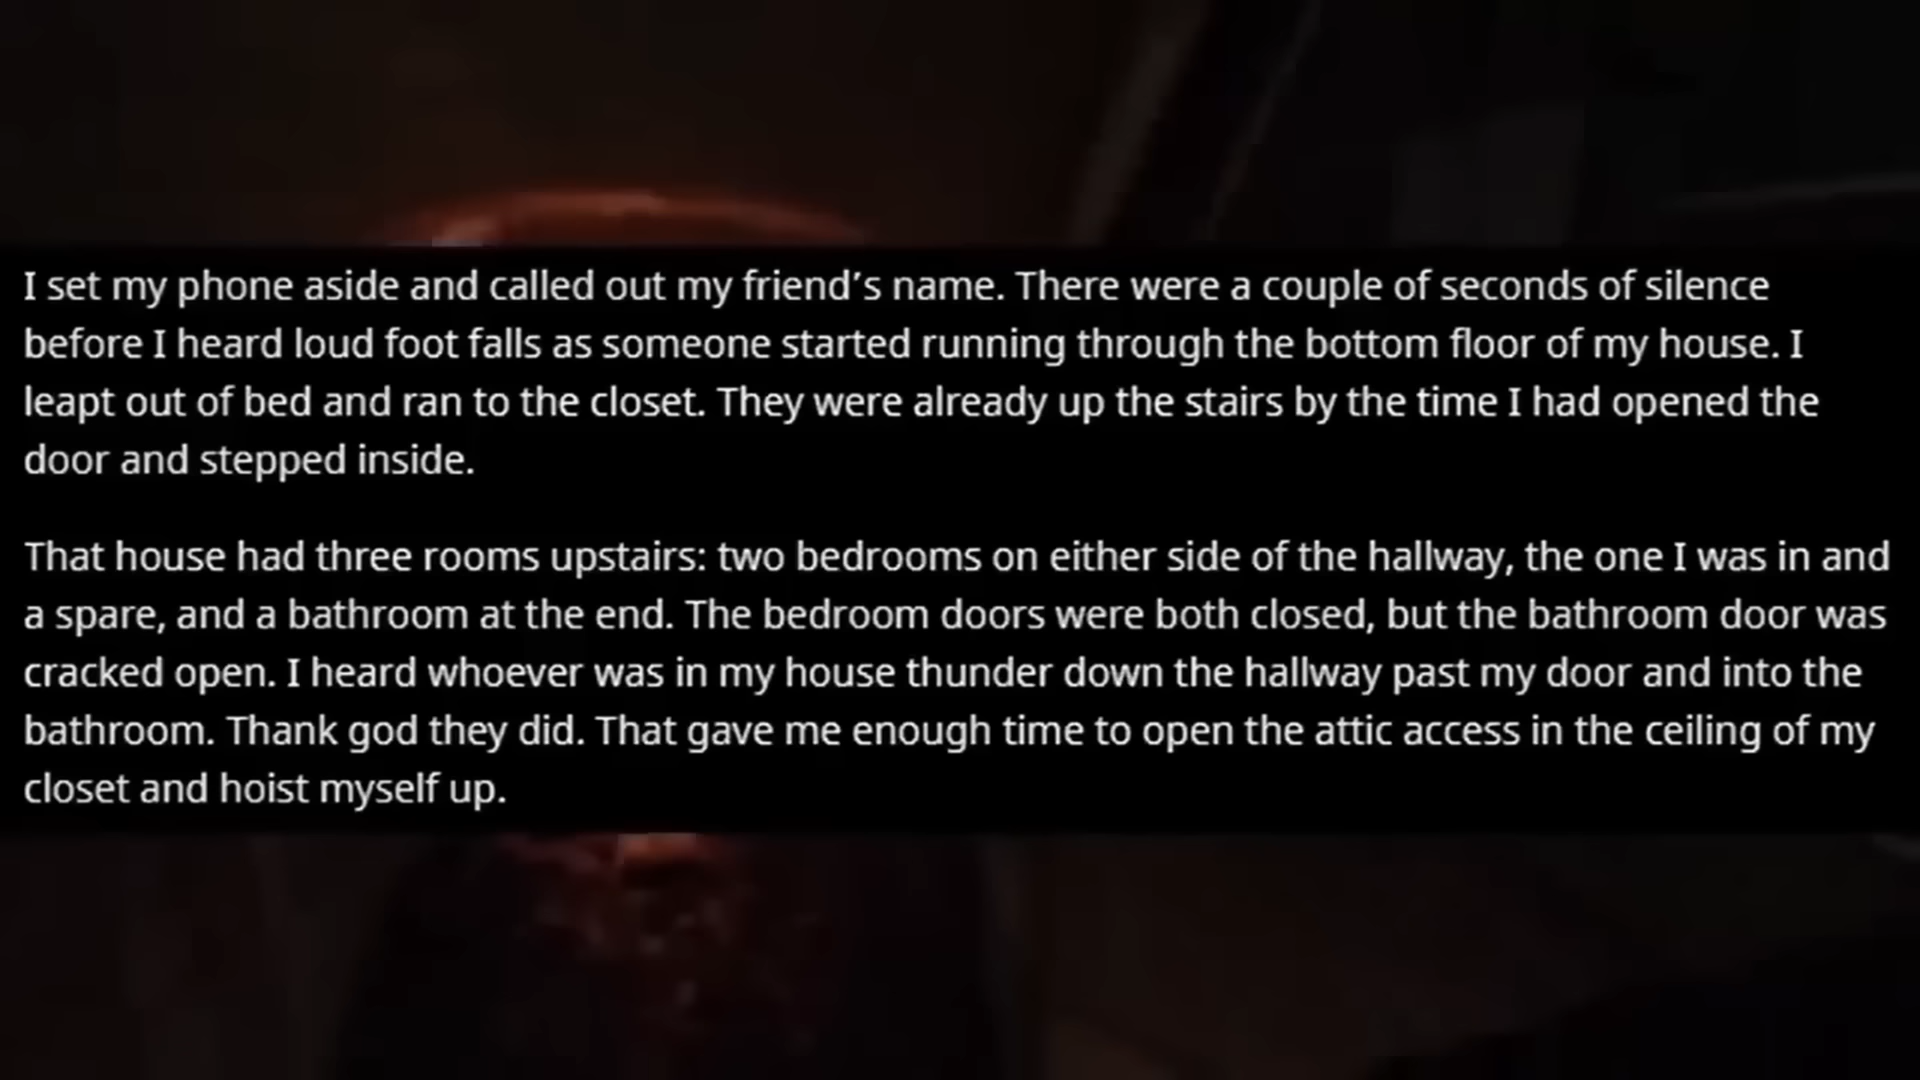 I set my phone aside and called out my friend’s name. There were a couple of seconds of silence
before I heard loud foot falls as someone started running through the bottom floor of my house. I
leapt out of bed and ran to the closet. They were already up the stairs by the time I had opened the
door and stepped inside.
That house had three rooms upstairs: two bedrooms on either side of the hallway, the one I was in and
a spare, and a bathroom at the end. The bedroom doors were both closed, but the bathroom door was
cracked open. I heard whoever was in my house thunder down the hallway past my door and into the
bathroom. Thank god they did. That gave me enough time to open the attic access in the ceiling of my
closet and hoist myself up.